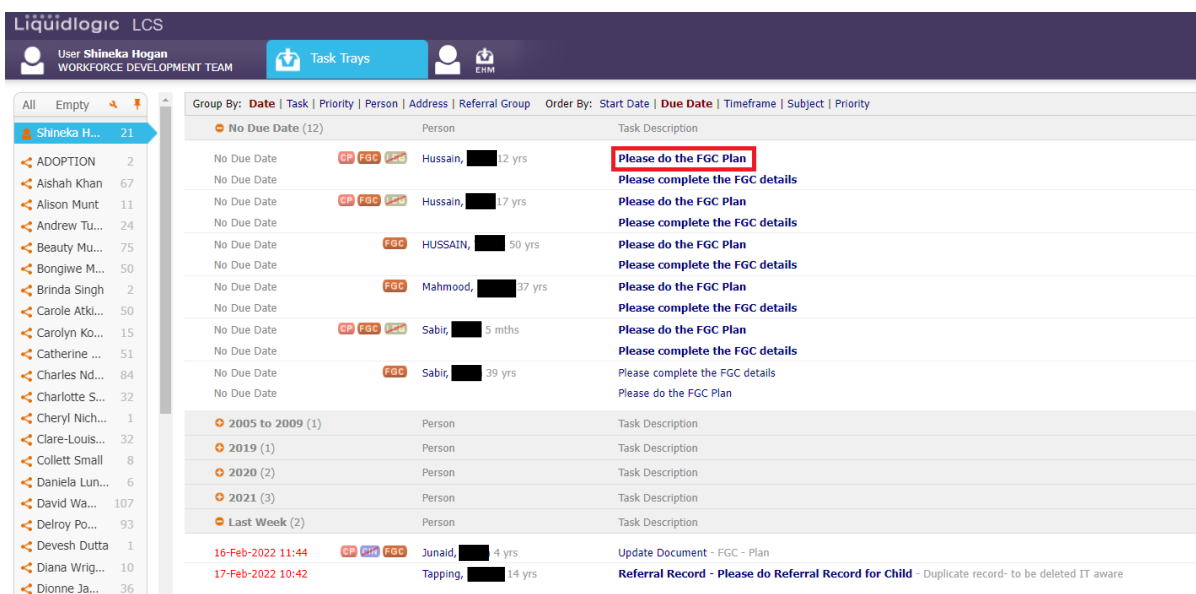 Liquidlogic LCS
User Shineka Hogan
WORKFORCE DEVELOPMENT TEAM
Task Trays
EHM
All Empty
Group By: Date | Task | Priority | Person | Address | Referral Group Order By: Start Date | Due Date | Timeframe | Subject | Priority
Shineka H... 21
ADOPTION 2
Aishah Khan 67
Alison Munt 11
Andrew Tu... 24
Beauty Mu... 75
Bongiwe M... 50
Brinda Singh 2
Carole Atki... 50
Carolyn Ko... 15
Catherine ... 51
Charles Nd... 84
Charlotte S... 32
Cheryl Nich... 1
Clare-Louis... 32
Collett Small 8
Daniela Lun... 6
David Wa... 107
Delroy Po... 93
Devesh Dutta 1
Diana Wrig... 10
Dionne Ja... 36
No Due Date (12) Person Task Description
No Due Date CP FGC Hussain, 12 yrs Please do the FGC Plan
No Due Date Please complete the FGC details
No Due Date CP FGC Hussain, 17 yrs Please do the FGC Plan
No Due Date Please complete the FGC details
No Due Date FGC HUSSAIN, 50 yrs Please do the FGC Plan
No Due Date Please complete the FGC details
No Due Date FGC Mahmood, 37 yrs Please do the FGC Plan
No Due Date Please complete the FGC details
No Due Date CP FGC Sabir, 5 mths Please do the FGC Plan
No Due Date Please complete the FGC details
No Due Date FGC Sabir, 39 yrs Please complete the FGC details
No Due Date Please do the FGC Plan
2005 to 2009 (1) Person Task Description
2019 (1) Person Task Description
2020 (2) Person Task Description
2021 (3) Person Task Description
Last Week (2) Person Task Description
16-Feb-2022 11:44 CP CIN FGC Junaid, 4 yrs Update Document - FGC - Plan
17-Feb-2022 10:42 Tapping, 14 yrs Referral Record - Please do Referral Record for Child - Duplicate record- to be deleted IT aware